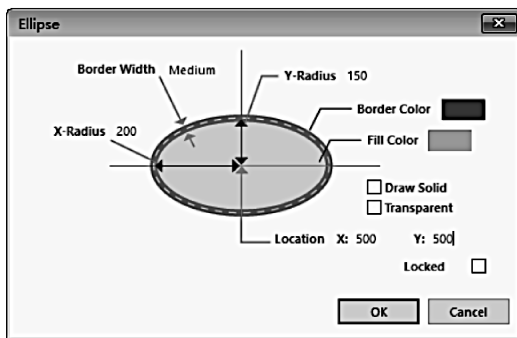 Ellipse
Border Width Medium
Y-Radius 150
Border Color
X-Radius 200
Fill Color
Draw Solid
Transparent
Location X: 500 Y: 500
Locked
OK Cancel